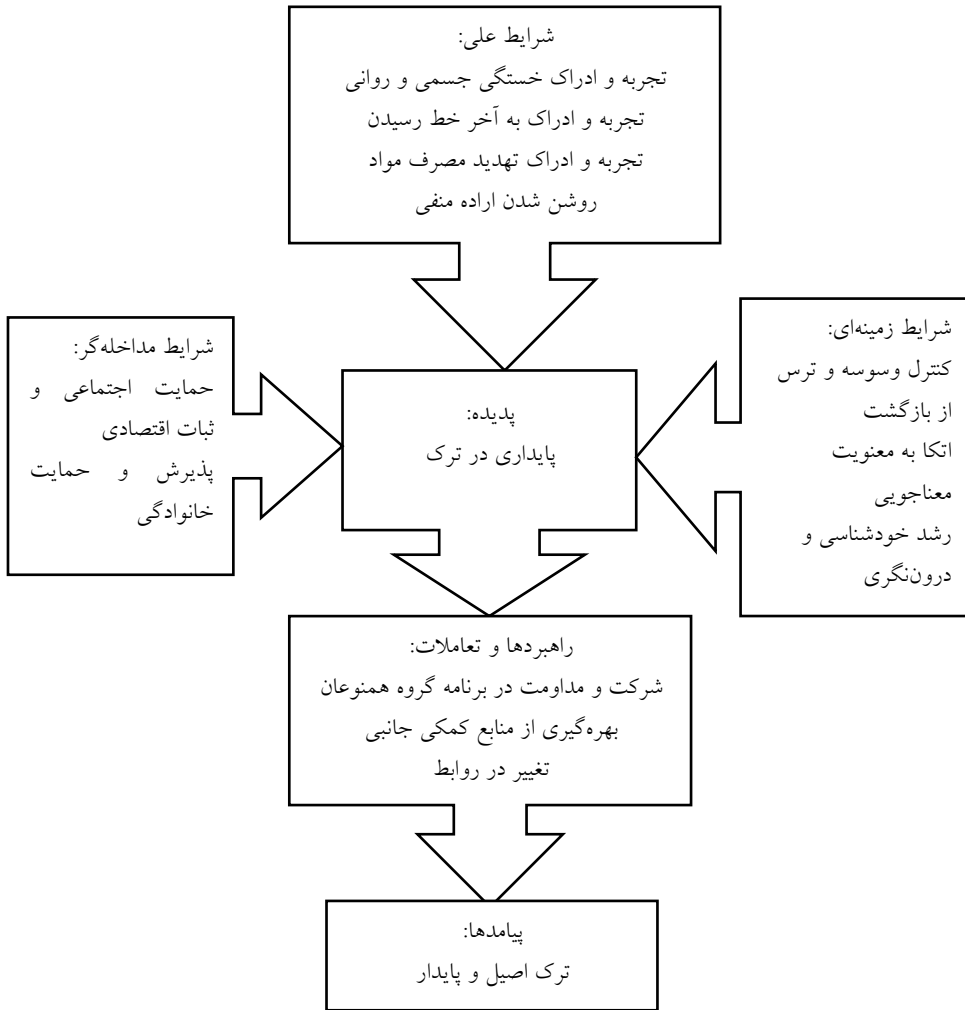 شرایط علی:
تجربه و ادراک خستگی جسمی و روانی
تجربه و ادراک به آخر خط رسیدن
تجربه و ادراک تهدید مصرف مواد
روشن شدن اراده منفی
شرایط زمینه‌ای:
کنترل وسوسه و ترس
از بازگشت
اتکا به معنویت
معناجویی
رشد خودشناسی و
درون‌نگری
پدیده:
پایداری در ترک
شرایط مداخله‌گر:
حمایت اجتماعی و
ثبات اقتصادی
پذیرش و حمایت
خانوادگی
راهبردها و تعاملات:
شرکت و مداومت در برنامه گروه همنوعان
بهره‌گیری از منابع کمکی جانبی
تغییر در روابط
پیامدها:
ترک اصیل و پایدار